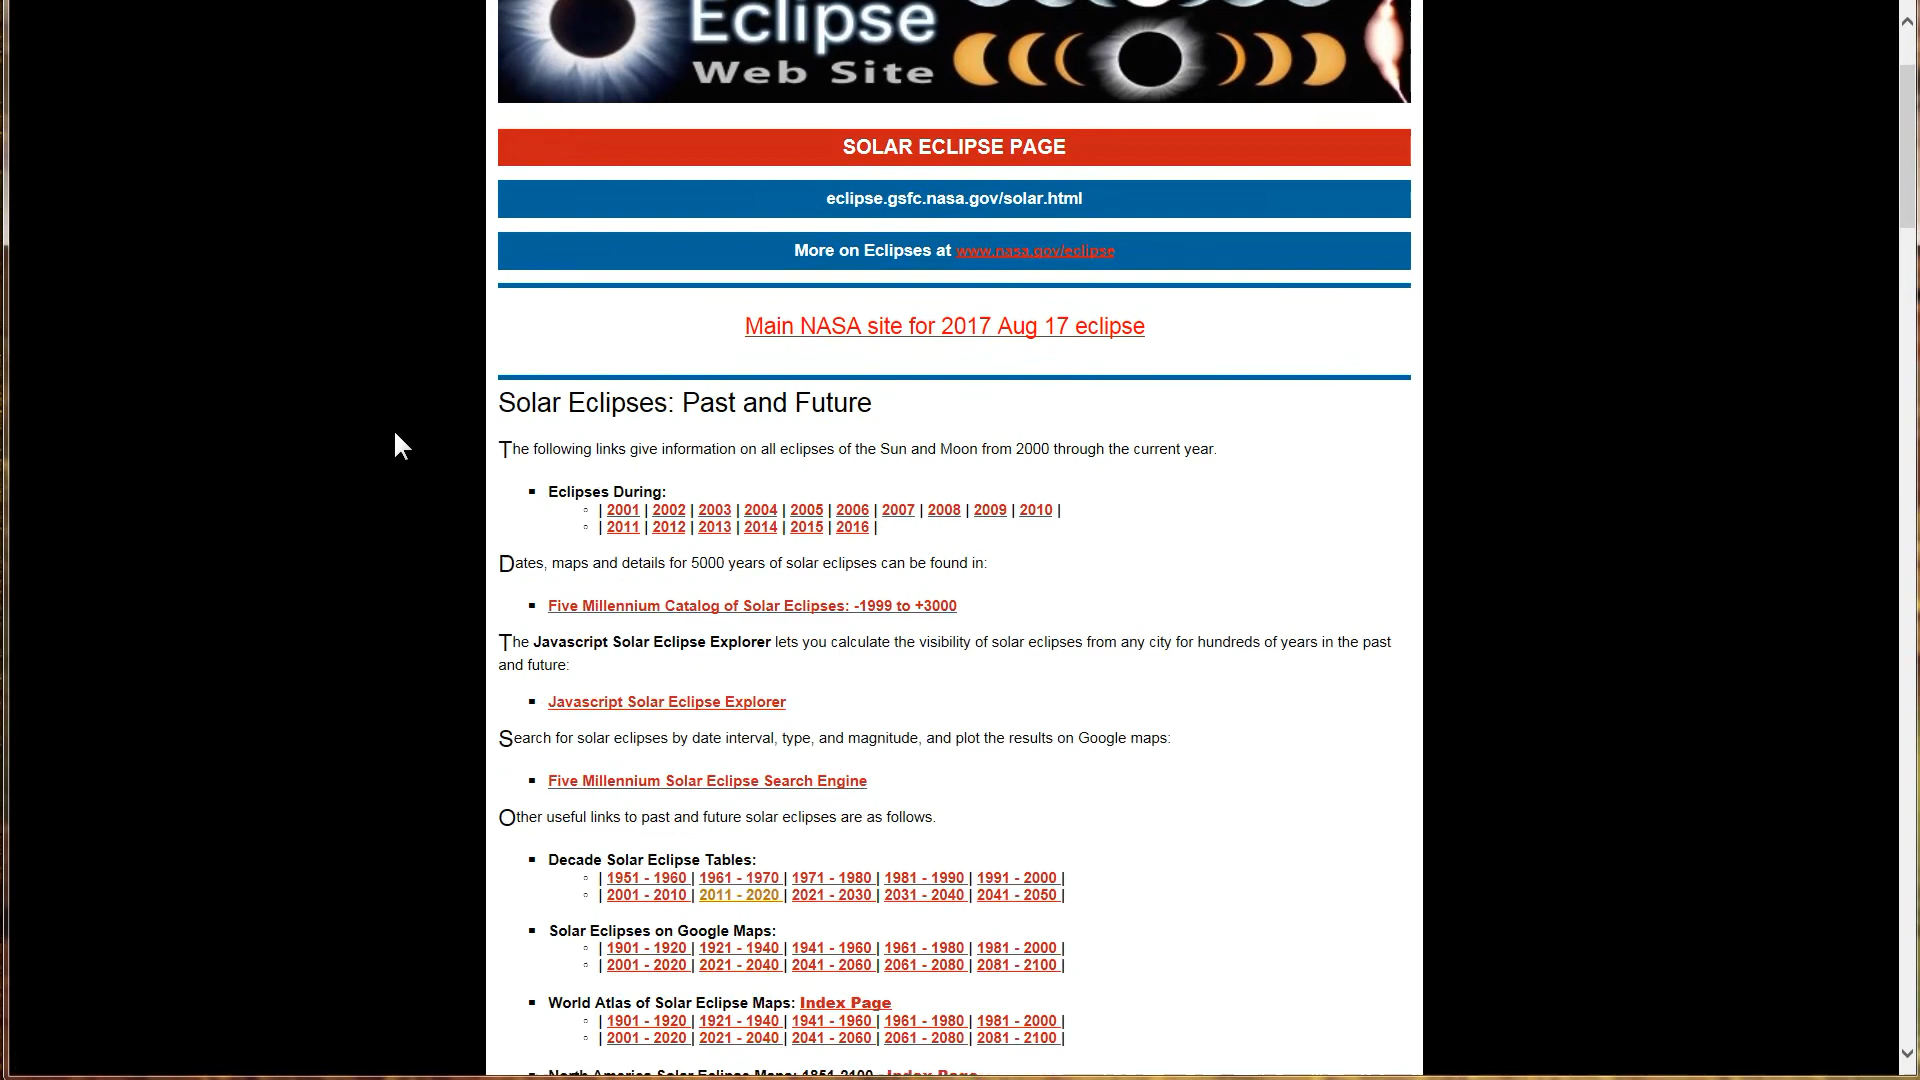 Eclipse
Web Site
SOLAR ECLIPSE PAGE
eclipse.gsfc.nasa.gov/solar.html
More on Eclipses at www.nasa.gov/eclipse
Main NASA site for 2017 Aug 17 eclipse
Solar Eclipses: Past and Future
The following links give information on all eclipses of the Sun and Moon from 2000 through the current year.
Eclipses During:
| 2001 | 2002 | 2003 | 2004 | 2005 | 2006 | 2007 | 2008 | 2009 | 2010 |
| 2011 | 2012 | 2013 | 2014 | 2015 | 2016 |
Dates, maps and details for 5000 years of solar eclipses can be found in:
Five Millennium Catalog of Solar Eclipses: -1999 to +3000
The Javascript Solar Eclipse Explorer lets you calculate the visibility of solar eclipses from any city for hundreds of years in the past
and future:
Javascript Solar Eclipse Explorer
Search for solar eclipses by date interval, type, and magnitude, and plot the results on Google maps:
Five Millennium Solar Eclipse Search Engine
Other useful links to past and future solar eclipses are as follows.
Decade Solar Eclipse Tables:
| 1951 - 1960 | 1961 - 1970 | 1971 - 1980 | 1981 - 1990 | 1991 - 2000 |
| 2001 - 2010 | 2011 - 2020 | 2021 - 2030 | 2031 - 2040 | 2041 - 2050 |
Solar Eclipses on Google Maps:
| 1901 - 1920 | 1921 - 1940 | 1941 - 1960 | 1961 - 1980 | 1981 - 2000 |
| 2001 - 2020 | 2021 - 2040 | 2041 - 2060 | 2061 - 2080 | 2081 - 2100 |
World Atlas of Solar Eclipse Maps: Index Page
| 1901 - 1920 | 1921 - 1940 | 1941 - 1960 | 1961 - 1980 | 1981 - 2000 |
| 2001 - 2020 | 2021 - 2040 | 2041 - 2060 | 2061 - 2080 | 2081 - 2100 |
North America Solar Eclipse Maps: 1851-2100 - Index Page